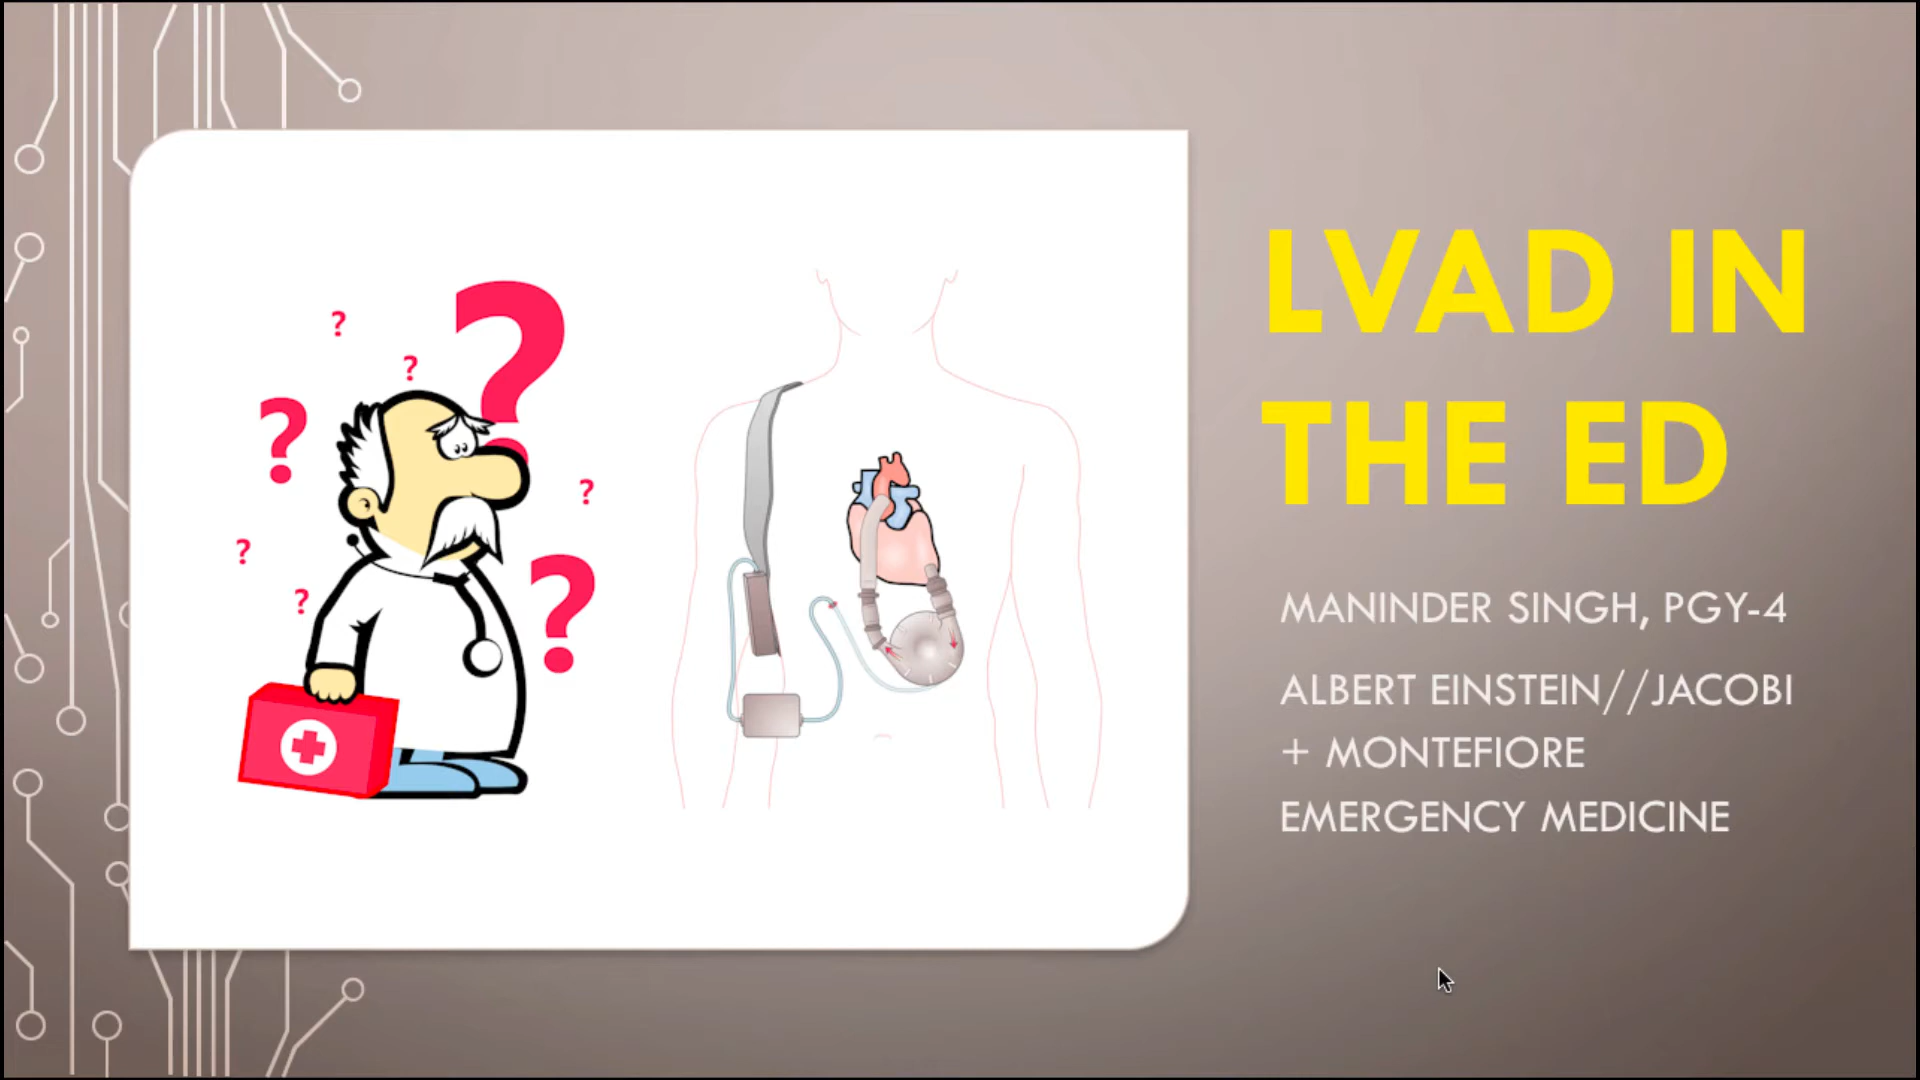 LVAD IN
THE ED
MANINDER SINGH, PGY-4
ALBERT EINSTEIN//JACOBI
+ MONTEFIORE
EMERGENCY MEDICINE
?
?
?
?
?
?
?
?